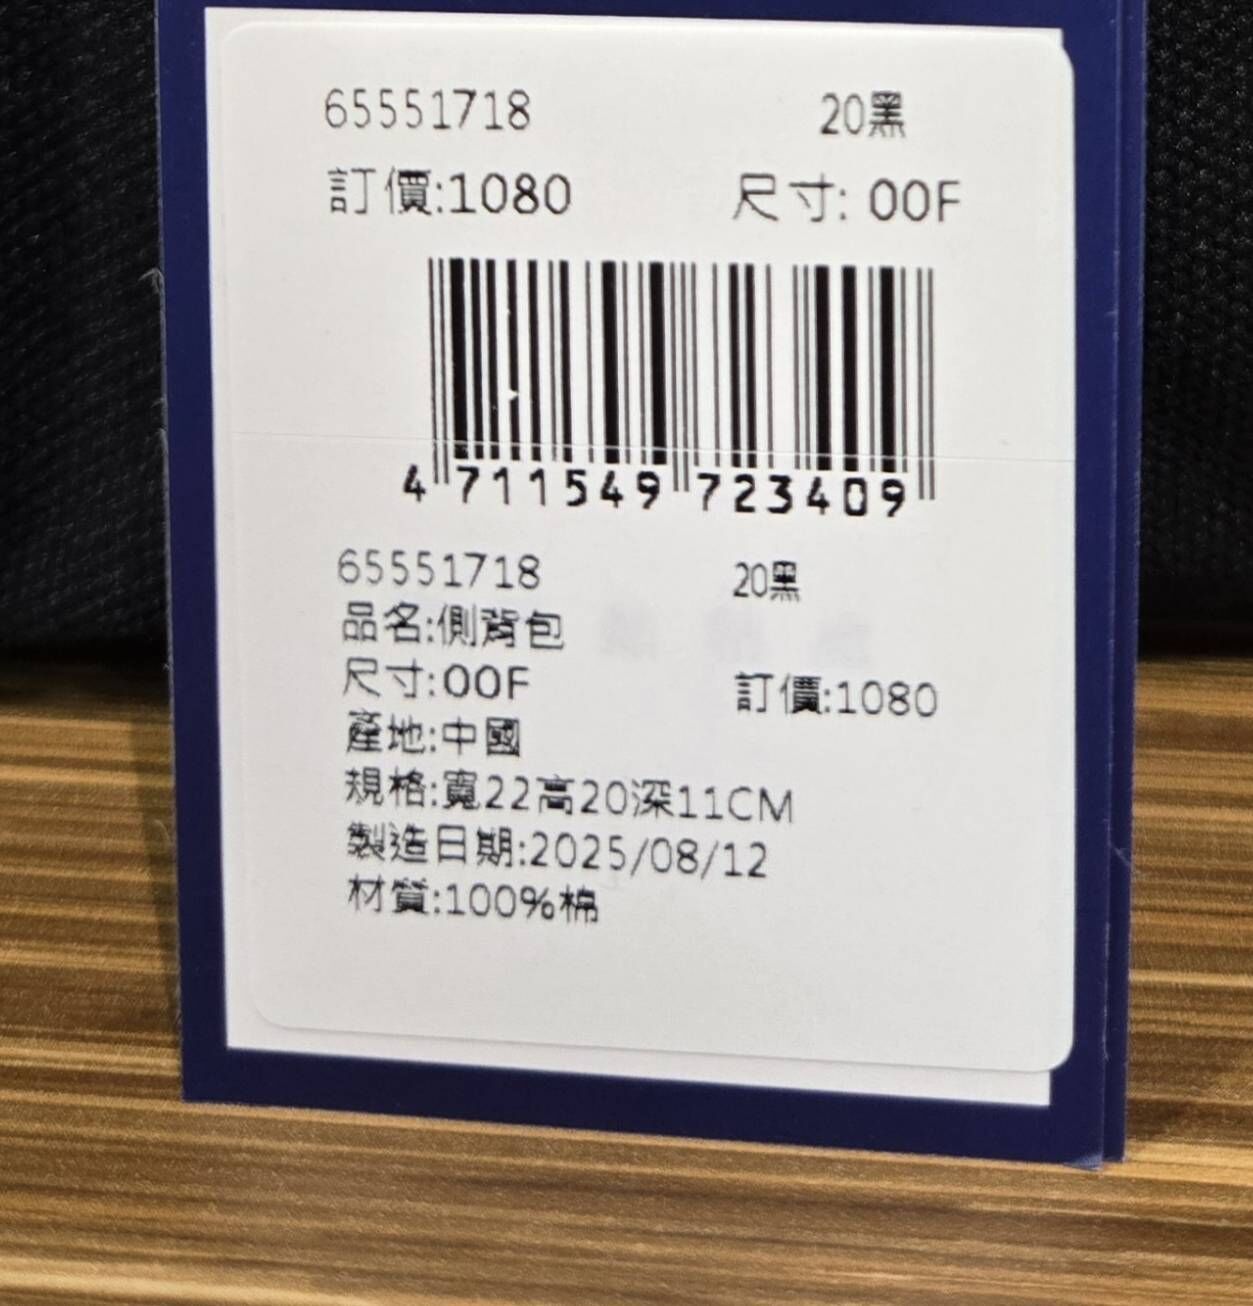 65551718 20黑
訂價:1080 尺寸: 00F
4 711549 723409
65551718 20黑
品名:側背包
尺寸:00F 訂價:1080
產地:中國
規格:寬22高20深11CM
製造日期:2025/08/12
材質:100%棉